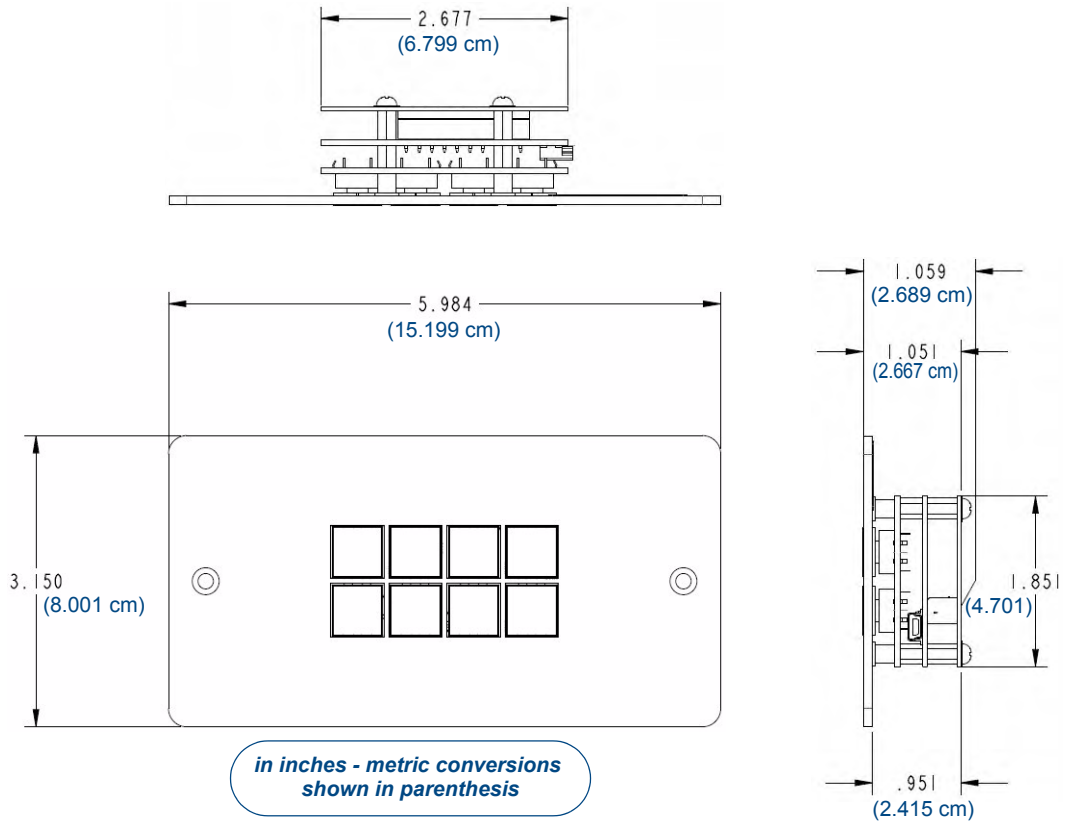 2.677
(6.799 cm)
1.059
(2.689 cm)
5.984
(15.199 cm)
1.051
(2.667 cm)
3.150
(8.001 cm)
1.851
(4.701)
in inches - metric conversions
shown in parenthesis
.951
(2.415 cm)